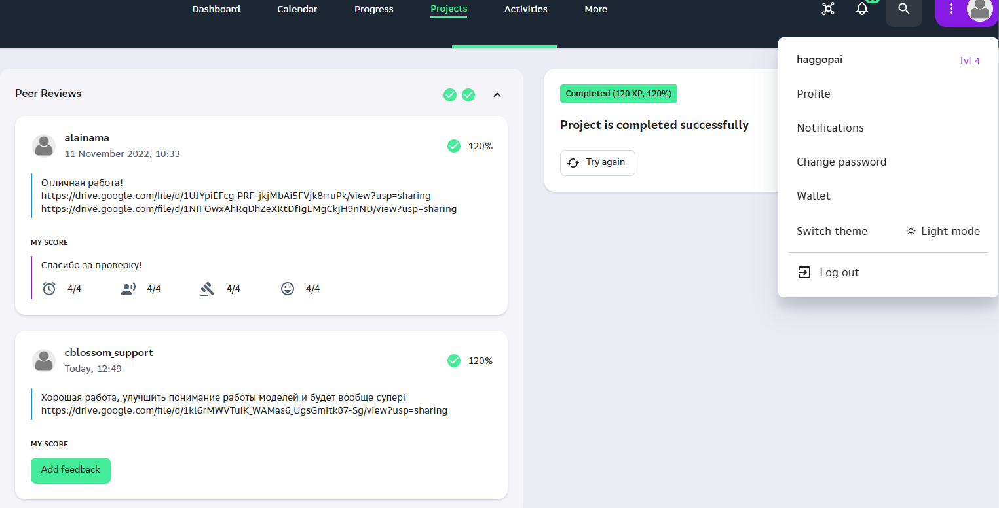 Dashboard
Calendar
Progress
Projects
Activities
More
Peer Reviews
alainama
11 November 2022, 10:33
120%
Отличная работа!
https://drive.google.com/file/d/1UJYpiEFcg_PRF-jkjMbAi5FVjk8rruPk/view?usp=sharing
https://drive.google.com/file/d/1NIFOwxAhRqDhZeXKtDfIgEMgCkjH9nND/view?usp=sharing
MY SCORE
Спасибо за проверку!
4/4 4/4 4/4 4/4
cblossom_support
Today, 12:49
120%
Хорошая работа, улучшить понимание работы моделей и будет вообще супер!
https://drive.google.com/file/d/1kl6rMWVTuiK_WAMas6_UgsGmitk87-Sg/view?usp=sharing
MY SCORE
Add feedback
Completed (120 XP, 120%)
Project is completed successfully
Try again
haggopai
lvl 4
Profile
Notifications
Change password
Wallet
Switch theme
Light mode
Log out